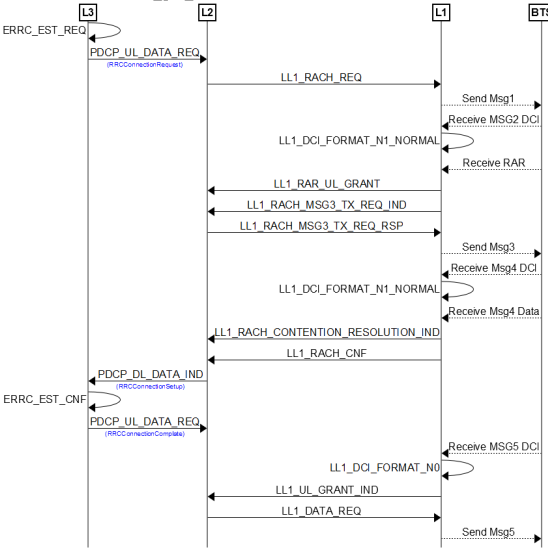 L3 L2 L1 BTS
ERRC_EST_REQ
PDCP_UL_DATA_REQ
(RRCConnectionRequest)
LL1_RACH_REQ
Send Msg1
Receive MSG2 DCI
LL1_DCI_FORMAT_N1_NORMAL
Receive RAR
LL1_RAR_UL_GRANT
LL1_RACH_MSG3_TX_REQ_IND
LL1_RACH_MSG3_TX_REQ_RSP
Send Msg3
Receive Msg4 DCI
LL1_DCI_FORMAT_N1_NORMAL
Receive Msg4 Data
LL1_RACH_CONTENTION_RESOLUTION_IND
LL1_RACH_CNF
PDCP_DL_DATA_IND
(RRCConnectionSetup)
ERRC_EST_CNF
PDCP_UL_DATA_REQ
(RRCConnectionComplate)
Receive MSG5 DCI
LL1_DCI_FORMAT_N0
LL1_UL_GRANT_IND
LL1_DATA_REQ
Send Msg5